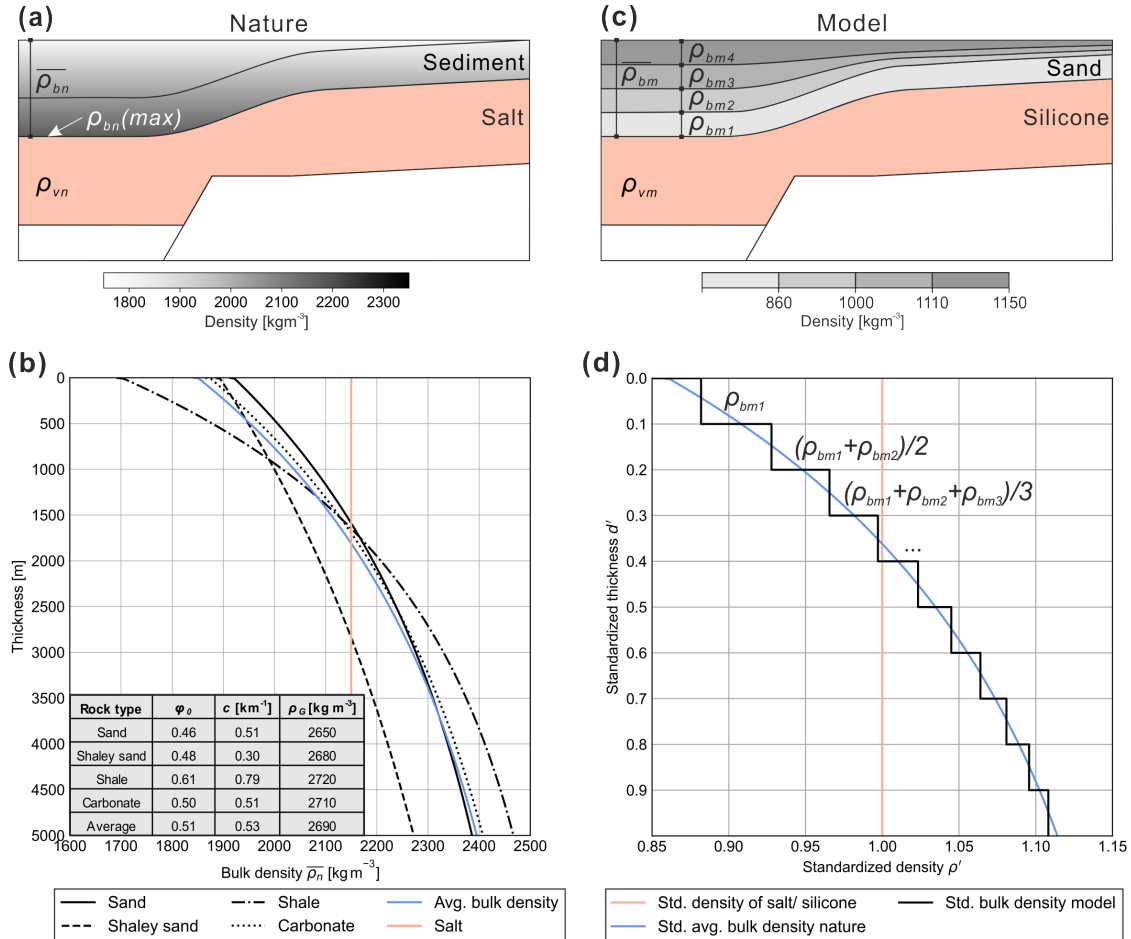 (a)
Nature
ρbn
Sediment
ρbn(max)
Salt
ρvn
1800 1900 2000 2100 2200 2300
Density [kgm⁻³]
(c)
Model
ρbm
ρbm4
ρbm3
ρbm2
ρbm1
Sand
Silicone
ρvm
860 1000 1110 1150
Density [kgm⁻³]
(b)
0
500
1000
1500
2000
2500
3000
3500
4000
4500
5000
Thickness [m]
Rock type φ0 c [km⁻¹] ρG [kg m⁻³]
Sand 0.46 0.51 2650
Shaley sand 0.48 0.30 2680
Shale 0.61 0.79 2720
Carbonate 0.50 0.51 2710
Average 0.51 0.53 2690
1600 1700 1800 1900 2000 2100 2200 2300 2400 2500
Bulk density ρn [kg m⁻³]
Sand
Shaley sand
Shale
Carbonate
Avg. bulk density
Salt
(d)
0.0
0.1
0.2
0.3
0.4
0.5
0.6
0.7
0.8
0.9
Standardized thickness d'
ρbm1
(ρbm1+ρbm2)/2
(ρbm1+ρbm2+ρbm3)/3
...
0.85 0.90 0.95 1.00 1.05 1.10 1.15
Standardized density ρ'
Std. density of salt/ silicone
Std. avg. bulk density nature
Std. bulk density model